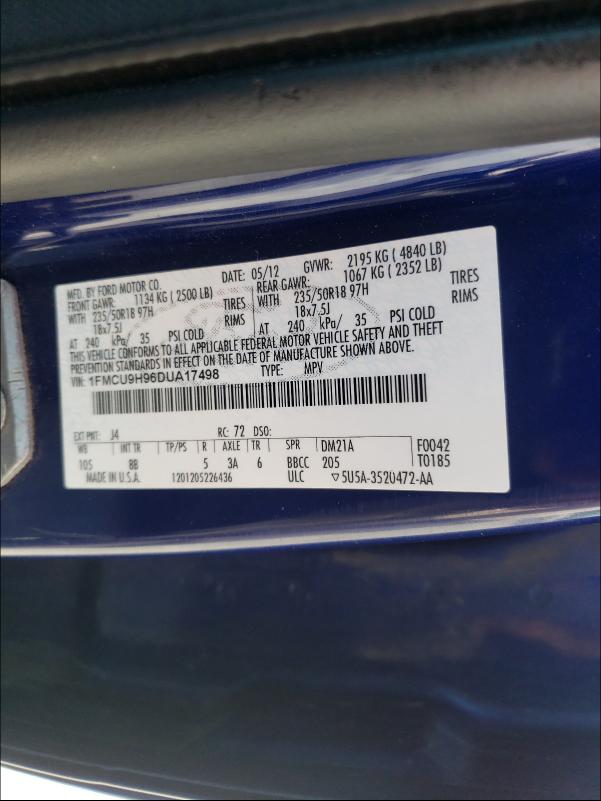 MFD. BY FORD MOTOR CO. DATE: 05/12 GVWR: 2195 KG ( 4840 LB)
FRONT GAWR: 1134 KG ( 2500 LB) REAR GAWR: 1067 KG ( 2352 LB)
WITH 235/50R18 97H TIRES WITH 235/50R18 97H TIRES
18x7.5J RIMS 18x7.5J RIMS
AT 240 kPa/ 35 PSI COLD AT 240 kPa/ 35 PSI COLD
THIS VEHICLE CONFORMS TO ALL APPLICABLE FEDERAL MOTOR VEHICLE SAFETY AND THEFT
PREVENTION STANDARDS IN EFFECT ON THE DATE OF MANUFACTURE SHOWN ABOVE.
VIN: 1FMCU9H96DUA17498 TYPE: MPV
EXT PNT: J4 RC: 72 DSO:
WB INT TR TP/PS R AXLE TR SPR DM21A F0042
105 BB 5 3A 6 BBCC 205 T0185
MADE IN U.S.A. 1201205226436 ULC ▽5U5A-3520472-AA